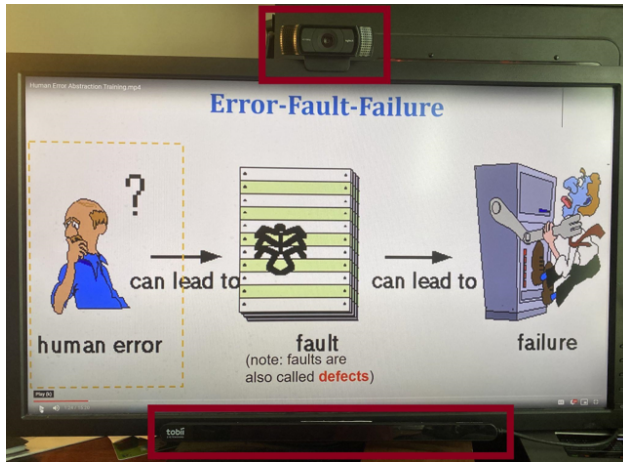 Human Error Abstraction Training.mp4
Error-Fault-Failure
?
can lead to
can lead to
human error
fault
failure
(note: faults are
also called defects)
Play (k)
tobii